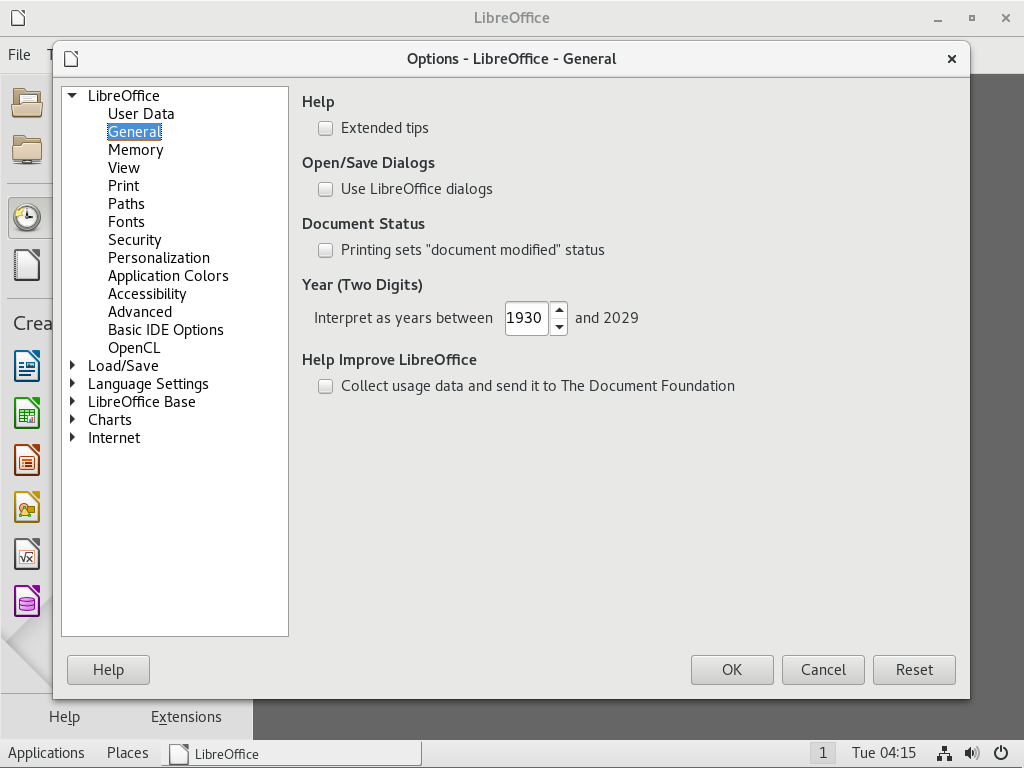 LibreOffice
File
Options - LibreOffice - General
LibreOffice
User Data
General
Memory
View
Print
Paths
Fonts
Security
Personalization
Application Colors
Accessibility
Advanced
Basic IDE Options
OpenCL
Load/Save
Language Settings
LibreOffice Base
Charts
Internet
Help
Extended tips
Open/Save Dialogs
Use LibreOffice dialogs
Document Status
Printing sets "document modified" status
Year (Two Digits)
Interpret as years between 1930 and 2029
Help Improve LibreOffice
Collect usage data and send it to The Document Foundation
Crea
Help OK Cancel Reset
Help Extensions
Applications Places LibreOffice 1 Tue 04:15